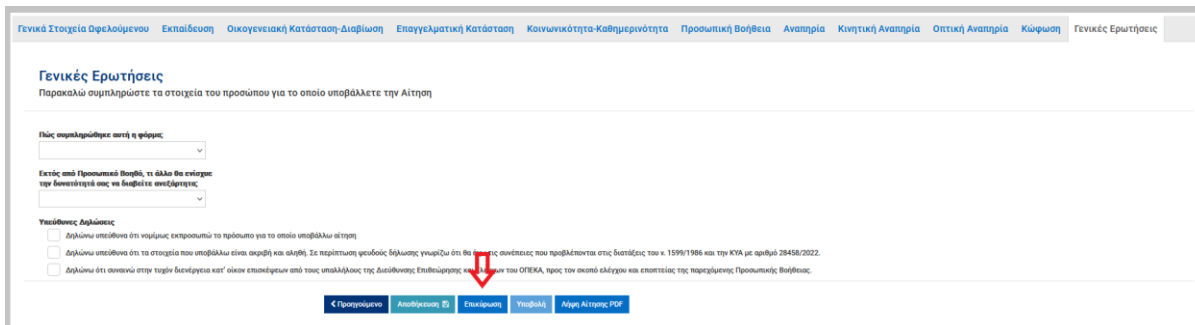 Γενικά Στοιχεία Ωφελούμενου Εκπαίδευση Οικογενειακή Κατάσταση-Διαβίωση Επαγγελματική Κατάσταση Κοινωνικότητα-Καθημερινότητα Προσωπική Βοήθεια Αναπηρία Κινητική Αναπηρία Οπτική Αναπηρία Κώφωση Γενικές Ερωτήσεις
Γενικές Ερωτήσεις
Παρακαλώ συμπληρώστε τα στοιχεία του προσώπου για το οποίο υποβάλλετε την Αίτηση
Πώς συμπληρώθηκε αυτή η φόρμα;
Εκτός από Προσωπικό Βοηθό, τι άλλο θα ενίσχυε
την δυνατότητά σας να διαβείτε ανεξάρτητα;
Υπεύθυνες Δηλώσεις
Δηλώνω υπεύθυνα ότι νομίμως εκπροσωπώ το πρόσωπο για το οποίο υποβάλλω αίτηση
Δηλώνω υπεύθυνα ότι τα στοιχεία που υποβάλλω είναι ακριβή και αληθή. Σε περίπτωση ψευδούς δήλωσης γνωρίζω ότι θα συνέπειες που προβλέπονται στις διατάξεις του ν. 1599/1986 και την ΚΥΑ με αριθμό 28458/2022.
Δηλώνω ότι συναινώ στην τυχόν διενέργεια κατ' οίκον επισκέψεων από τους υπαλλήλους της Διεύθυνσης Επιθεώρησης του ΟΠΕΚΑ, προς τον σκοπό ελέγχου και εποπτείας της παρεχόμενης Προσωπικής Βοήθειας.
Προηγούμενο Αποθήκευση Επικύρωση Υποβολή Λήψη Αίτησης PDF